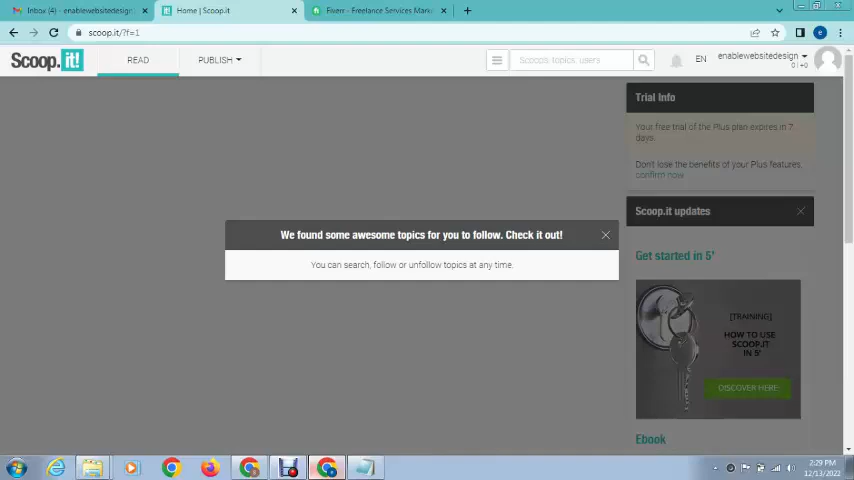 Inbox (4) - enablewebsitedesign
Home | Scoop.it
Fiverr - Freelance Services Mark
scoop.it/?f=1
Scoop.it!
READ
PUBLISH
Scoops, topics, users
EN
enablewebsitedesign
0 / +0
Trial Info
Your free trial of the Plus plan expires in 7
days.
Don't lose the benefits of your Plus features.
confirm now
Scoop.it updates
We found some awesome topics for you to follow. Check it out!
You can search, follow or unfollow topics at any time.
Get started in 5'
[TRAINING]
HOW TO USE
SCOOP.IT
IN 5'
DISCOVER HERE
Ebook
2:29 PM
12/13/2022